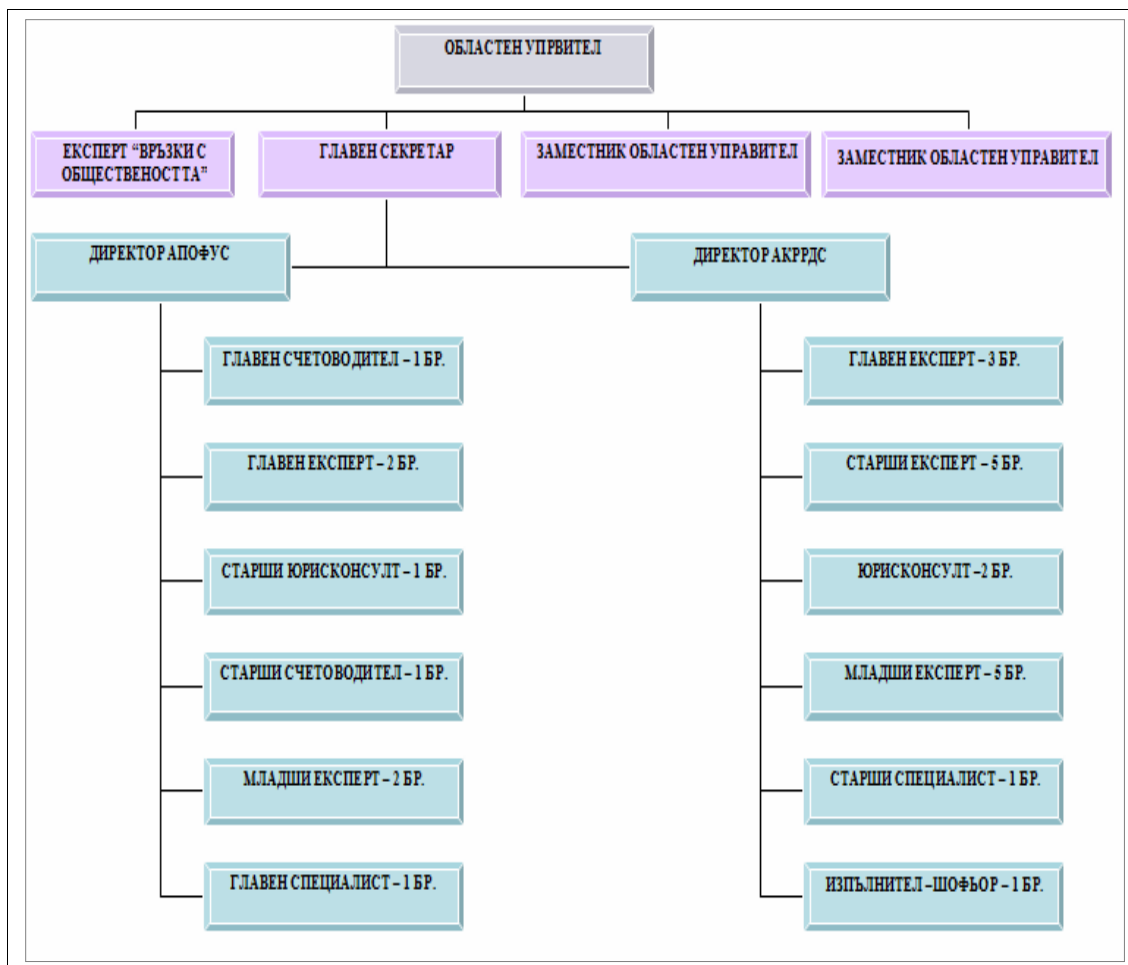 ОБЛАСТЕН УПРВИТЕЛ
ЕКСПЕРТ “ВРЪЗКИ С
ОБЩЕСТВЕНОСТТА”
ГЛАВЕН СЕКРЕТАР
ЗАМЕСТНИК ОБЛАСТЕН УПРАВИТЕЛ
ЗАМЕСТНИК ОБЛАСТЕН УПРАВИТЕЛ
ДИРЕКТОР АПОФУС
ДИРЕКТОР АКРРДС
ГЛАВЕН СЧЕТОВОДИТЕЛ – 1 БР.
ГЛАВЕН ЕКСПЕРТ – 2 БР.
СТАРШИ ЮРИСКОНСУЛТ – 1 БР.
СТАРШИ СЧЕТОВОДИТЕЛ – 1 БР.
МЛАДШИ ЕКСПЕРТ – 2 БР.
ГЛАВЕН СПЕЦИАЛИСТ – 1 БР.
ГЛАВЕН ЕКСПЕРТ – 3 БР.
СТАРШИ ЕКСПЕРТ – 5 БР.
ЮРИСКОНСУЛТ –2 БР.
МЛАДШИ ЕКСПЕРТ – 5 БР.
СТАРШИ СПЕЦИАЛИСТ – 1 БР.
ИЗПЪЛНИТЕЛ –ШОФЬОР – 1 БР.